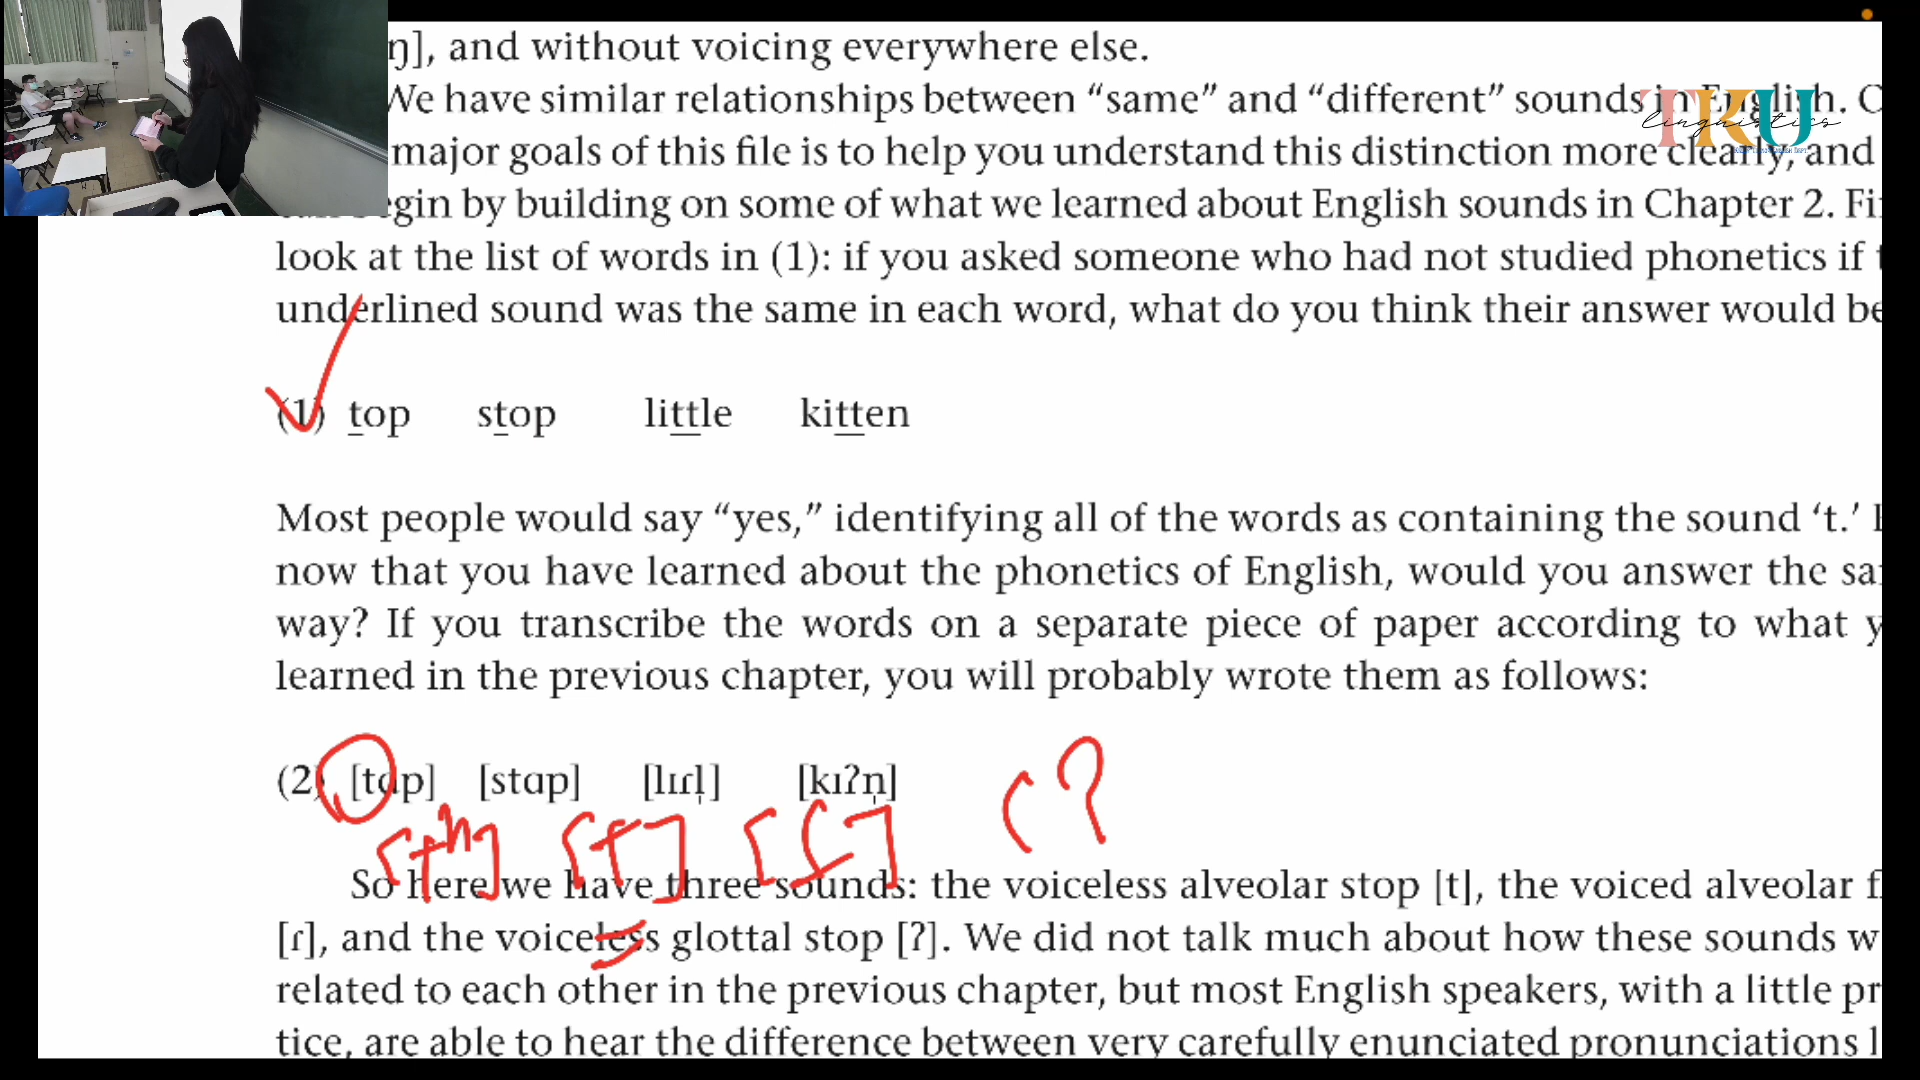 ŋ], and without voicing everywhere else.
We have similar relationships between “same” and “different” sounds in English.
major goals of this file is to help you understand this distinction more clearly, and
begin by building on some of what we learned about English sounds in Chapter 2.
look at the list of words in (1): if you asked someone who had not studied phonetics if
underlined sound was the same in each word, what do you think their answer would be
(1) top stop little kitten
Most people would say “yes,” identifying all of the words as containing the sound ‘t.’
now that you have learned about the phonetics of English, would you answer the sa
way? If you transcribe the words on a separate piece of paper according to what y
learned in the previous chapter, you will probably wrote them as follows:
(2) [tɑp] [stɑp] [lɪɾl̩] [kɪʔn̩] (?
[tʰ] [t] [ɾ]
So here we have three sounds: the voiceless alveolar stop [t], the voiced alveolar f
[ɾ], and the voiceless glottal stop [ʔ]. We did not talk much about how these sounds w
related to each other in the previous chapter, but most English speakers, with a little pr
tice, are able to hear the difference between very carefully enunciated pronunciations l
TKU
linguistics